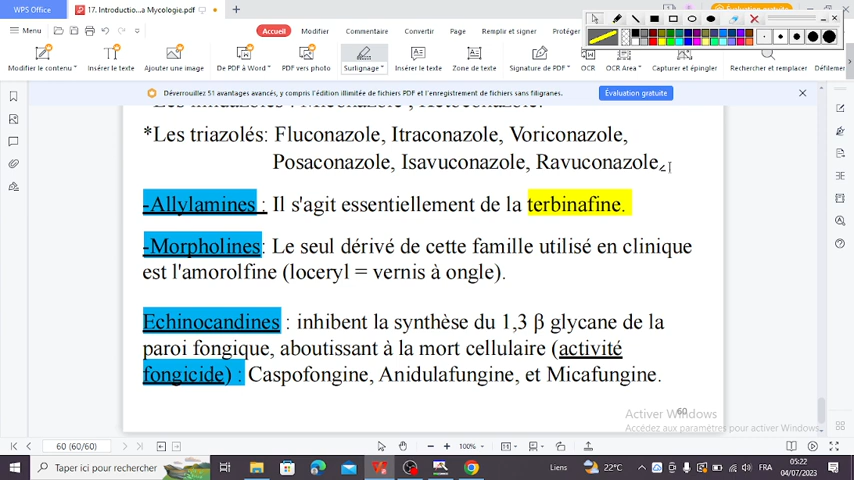 WPS Office
17. Introductio...a Mycologie.pdf
Menu
Accueil
Modifier
Commentaire
Convertir
Page
Remplir et signer
Protéger
Modifier le contenu
Insérer le texte
Ajouter une image
De PDF à Word
PDF vers photo
Surlignage
Insérer le texte
Zone de texte
Signature de PDF
OCR
OCR Area
Capturer et épingler
Rechercher et remplacer
Défilemen
Déverrouillez 51 avantages avancés, y compris l'édition illimitée de fichiers PDF et l'enregistrement de fichiers sans filigranes.
Évaluation gratuite
*Les triazolés: Fluconazole, Itraconazole, Voriconazole,
Posaconazole, Isavuconazole, Ravuconazole.
-Allylamines : Il s'agit essentiellement de la terbinafine.
-Morpholines: Le seul dérivé de cette famille utilisé en clinique
est l'amorolfine (loceryl = vernis à ongle).
Echinocandines : inhibent la synthèse du 1,3 β glycane de la
paroi fongique, aboutissant à la mort cellulaire (activité
fongicide) : Caspofongine, Anidulafungine, et Micafungine.
60
Activer Windows
Accédez aux paramètres pour activer Windows.
60 (60/60)
100%
Taper ici pour rechercher
Liens
22°C
FRA
05:22
04/07/2023